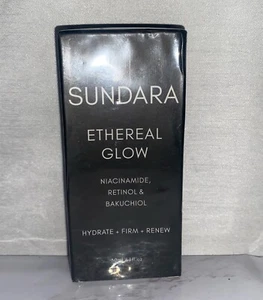 SUNDARA
ETHEREAL
GLOW
NIACINAMIDE,
RETINOL &
BAKUCHIOL
HYDRATE + FIRM + RENEW